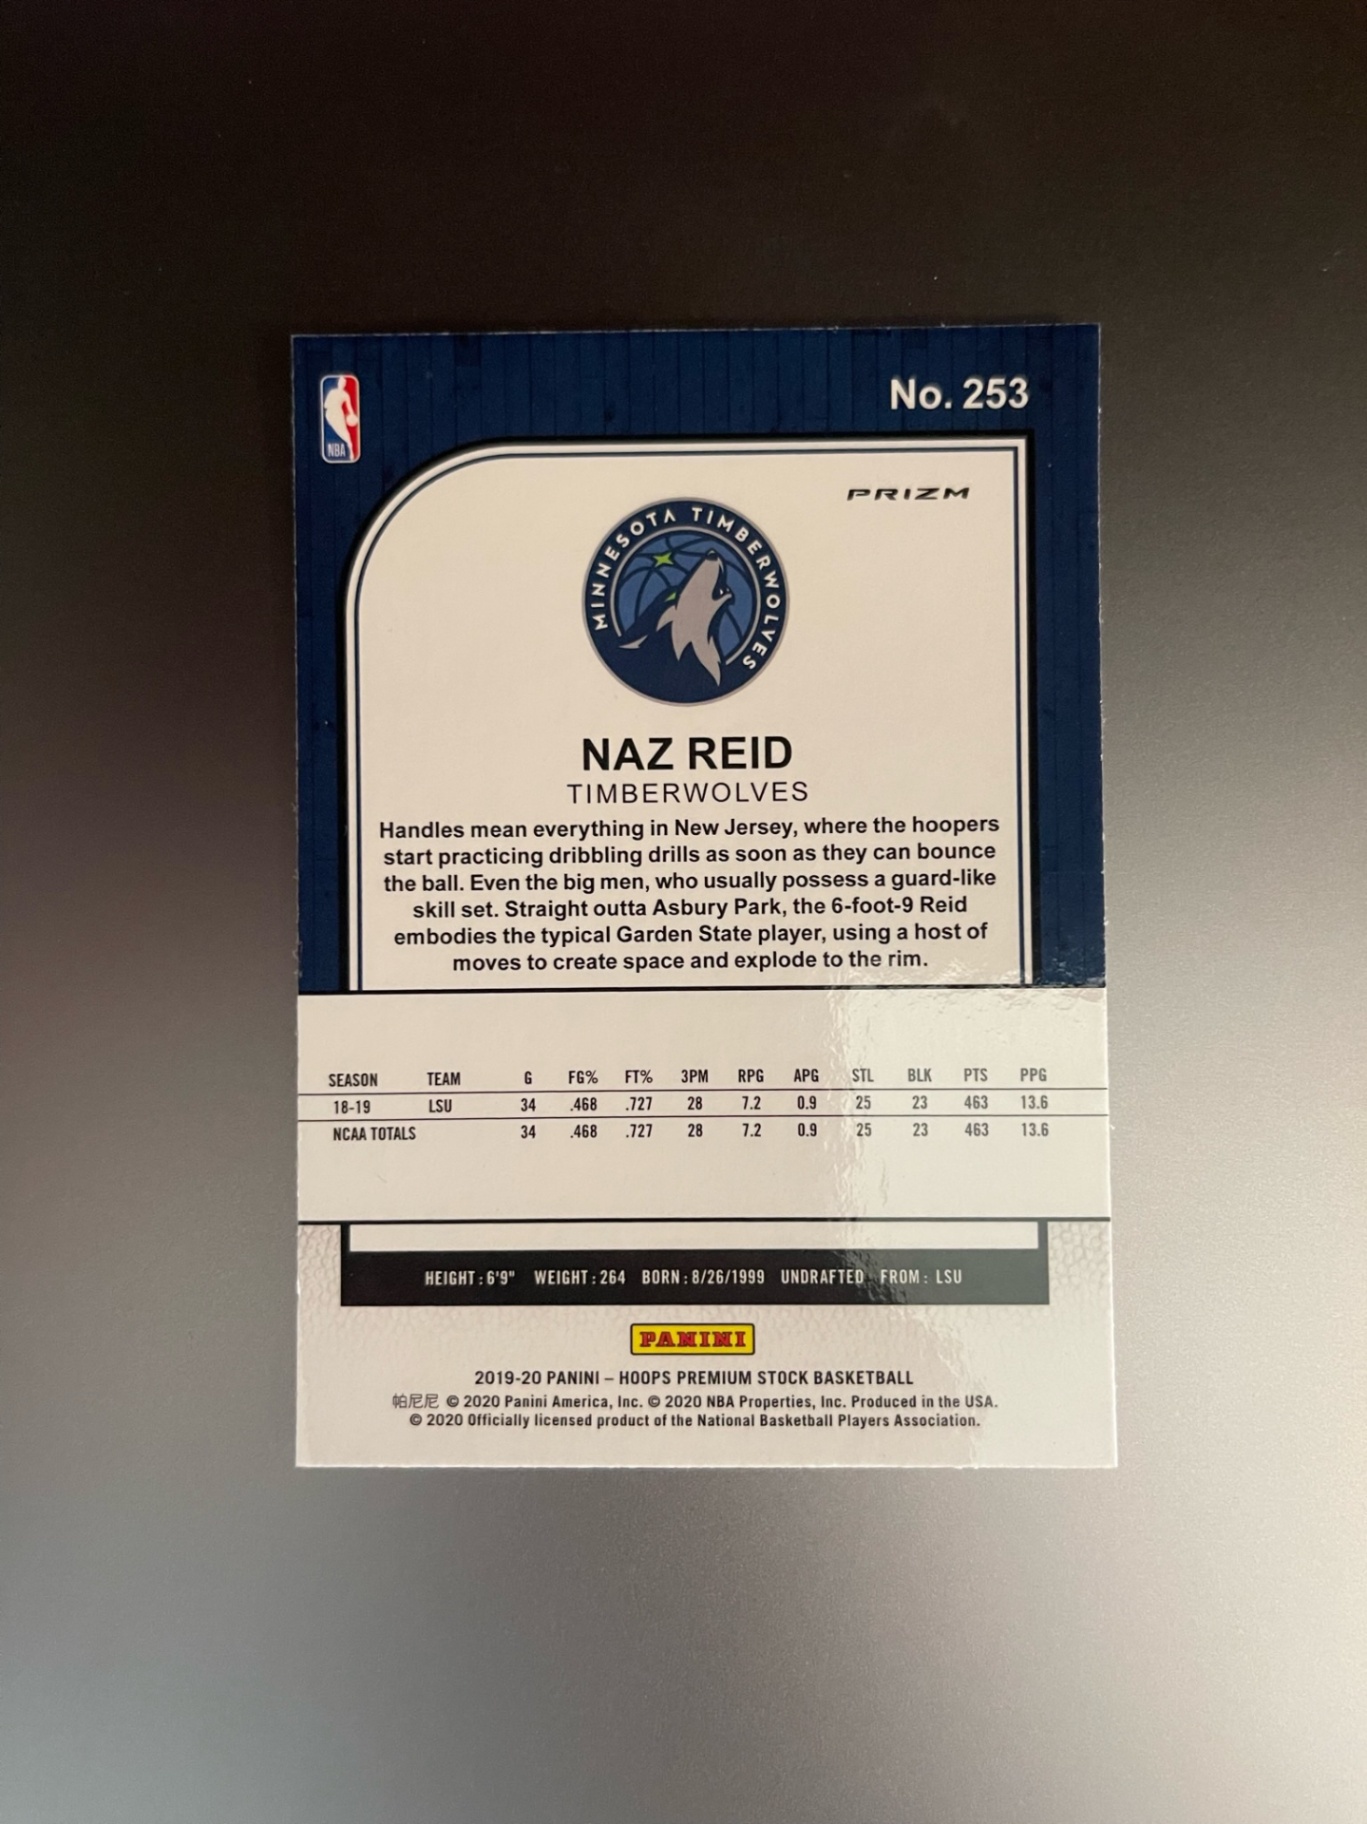 No. 253
NBA
PRIZM
MINNESOTA TIMBERWOLVES
NAZ REID
TIMBERWOLVES
Handles mean everything in New Jersey, where the hoopers
start practicing dribbling drills as soon as they can bounce
the ball. Even the big men, who usually possess a guard-like
skill set. Straight outta Asbury Park, the 6-foot-9 Reid
embodies the typical Garden State player, using a host of
moves to create space and explode to the rim.
SEASON TEAM G FG% FT% 3PM RPG APG STL BLK PTS PPG
18-19 LSU 34 .468 .727 28 7.2 0.9 25 23 463 13.6
NCAA TOTALS 34 .468 .727 28 7.2 0.9 25 23 463 13.6
HEIGHT: 6'9" WEIGHT: 264 BORN: 8/26/1999 UNDRAFTED FROM: LSU
PANINI
2019-20 PANINI – HOOPS PREMIUM STOCK BASKETBALL
帕尼尼 © 2020 Panini America, Inc. © 2020 NBA Properties, Inc. Produced in the USA.
© 2020 Officially licensed product of the National Basketball Players Association.